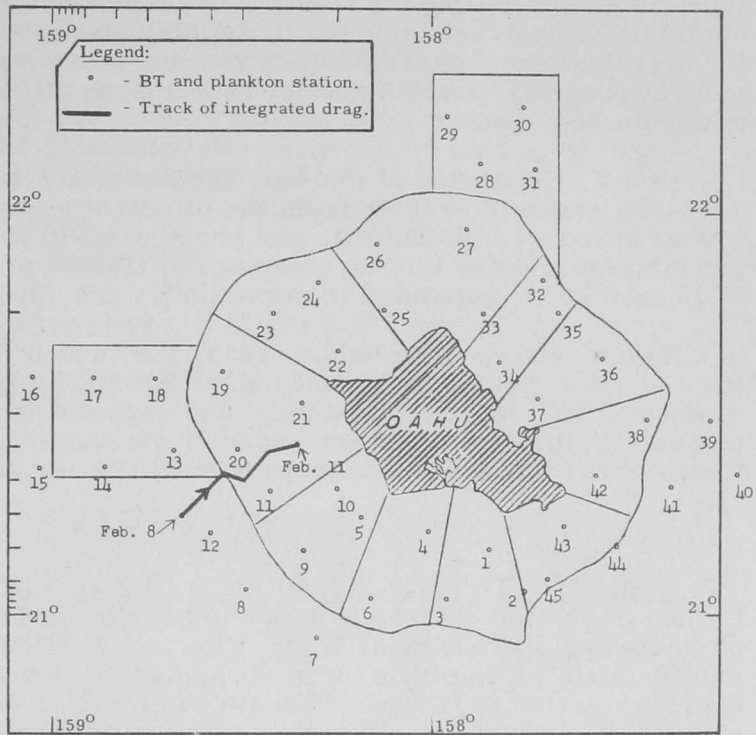 159° 158°
Legend:
- BT and plankton station.
- Track of integrated drag.
29 30
28 31
22° 22°
27
26
24 32
23 25 33 35
22 34 36
16 17 18 19
21 37
OAHU 38 39
20
13 Feb. 11
15 14 42 40
11 10 41
Feb. 8 5
12 4 43
9 1 44
8 2 45
21° 6 3 21°
7
159° 158°